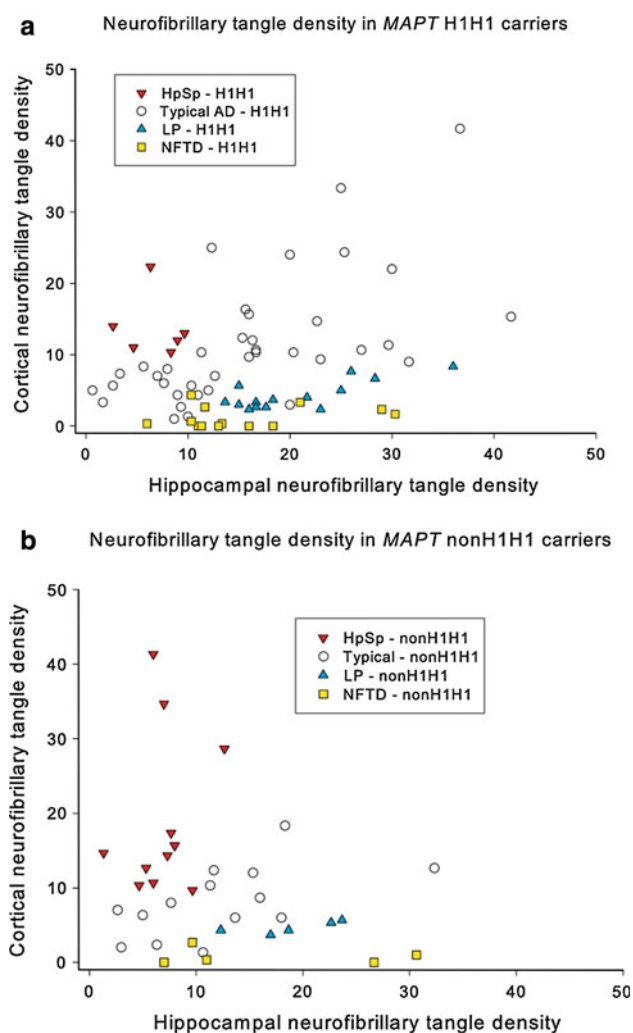 a
Neurofibrillary tangle density in MAPT H1H1 carriers
Cortical neurofibrillary tangle density
50
40
30
20
10
0
HpSp - H1H1
Typical AD - H1H1
LP - H1H1
NFTD - H1H1
0 10 20 30 40 50
Hippocampal neurofibrillary tangle density
b
Neurofibrillary tangle density in MAPT nonH1H1 carriers
Cortical neurofibrillary tangle density
50
40
30
20
10
0
HpSp - nonH1H1
Typical - nonH1H1
LP - nonH1H1
NFTD - nonH1H1
0 10 20 30 40 50
Hippocampal neurofibrillary tangle density